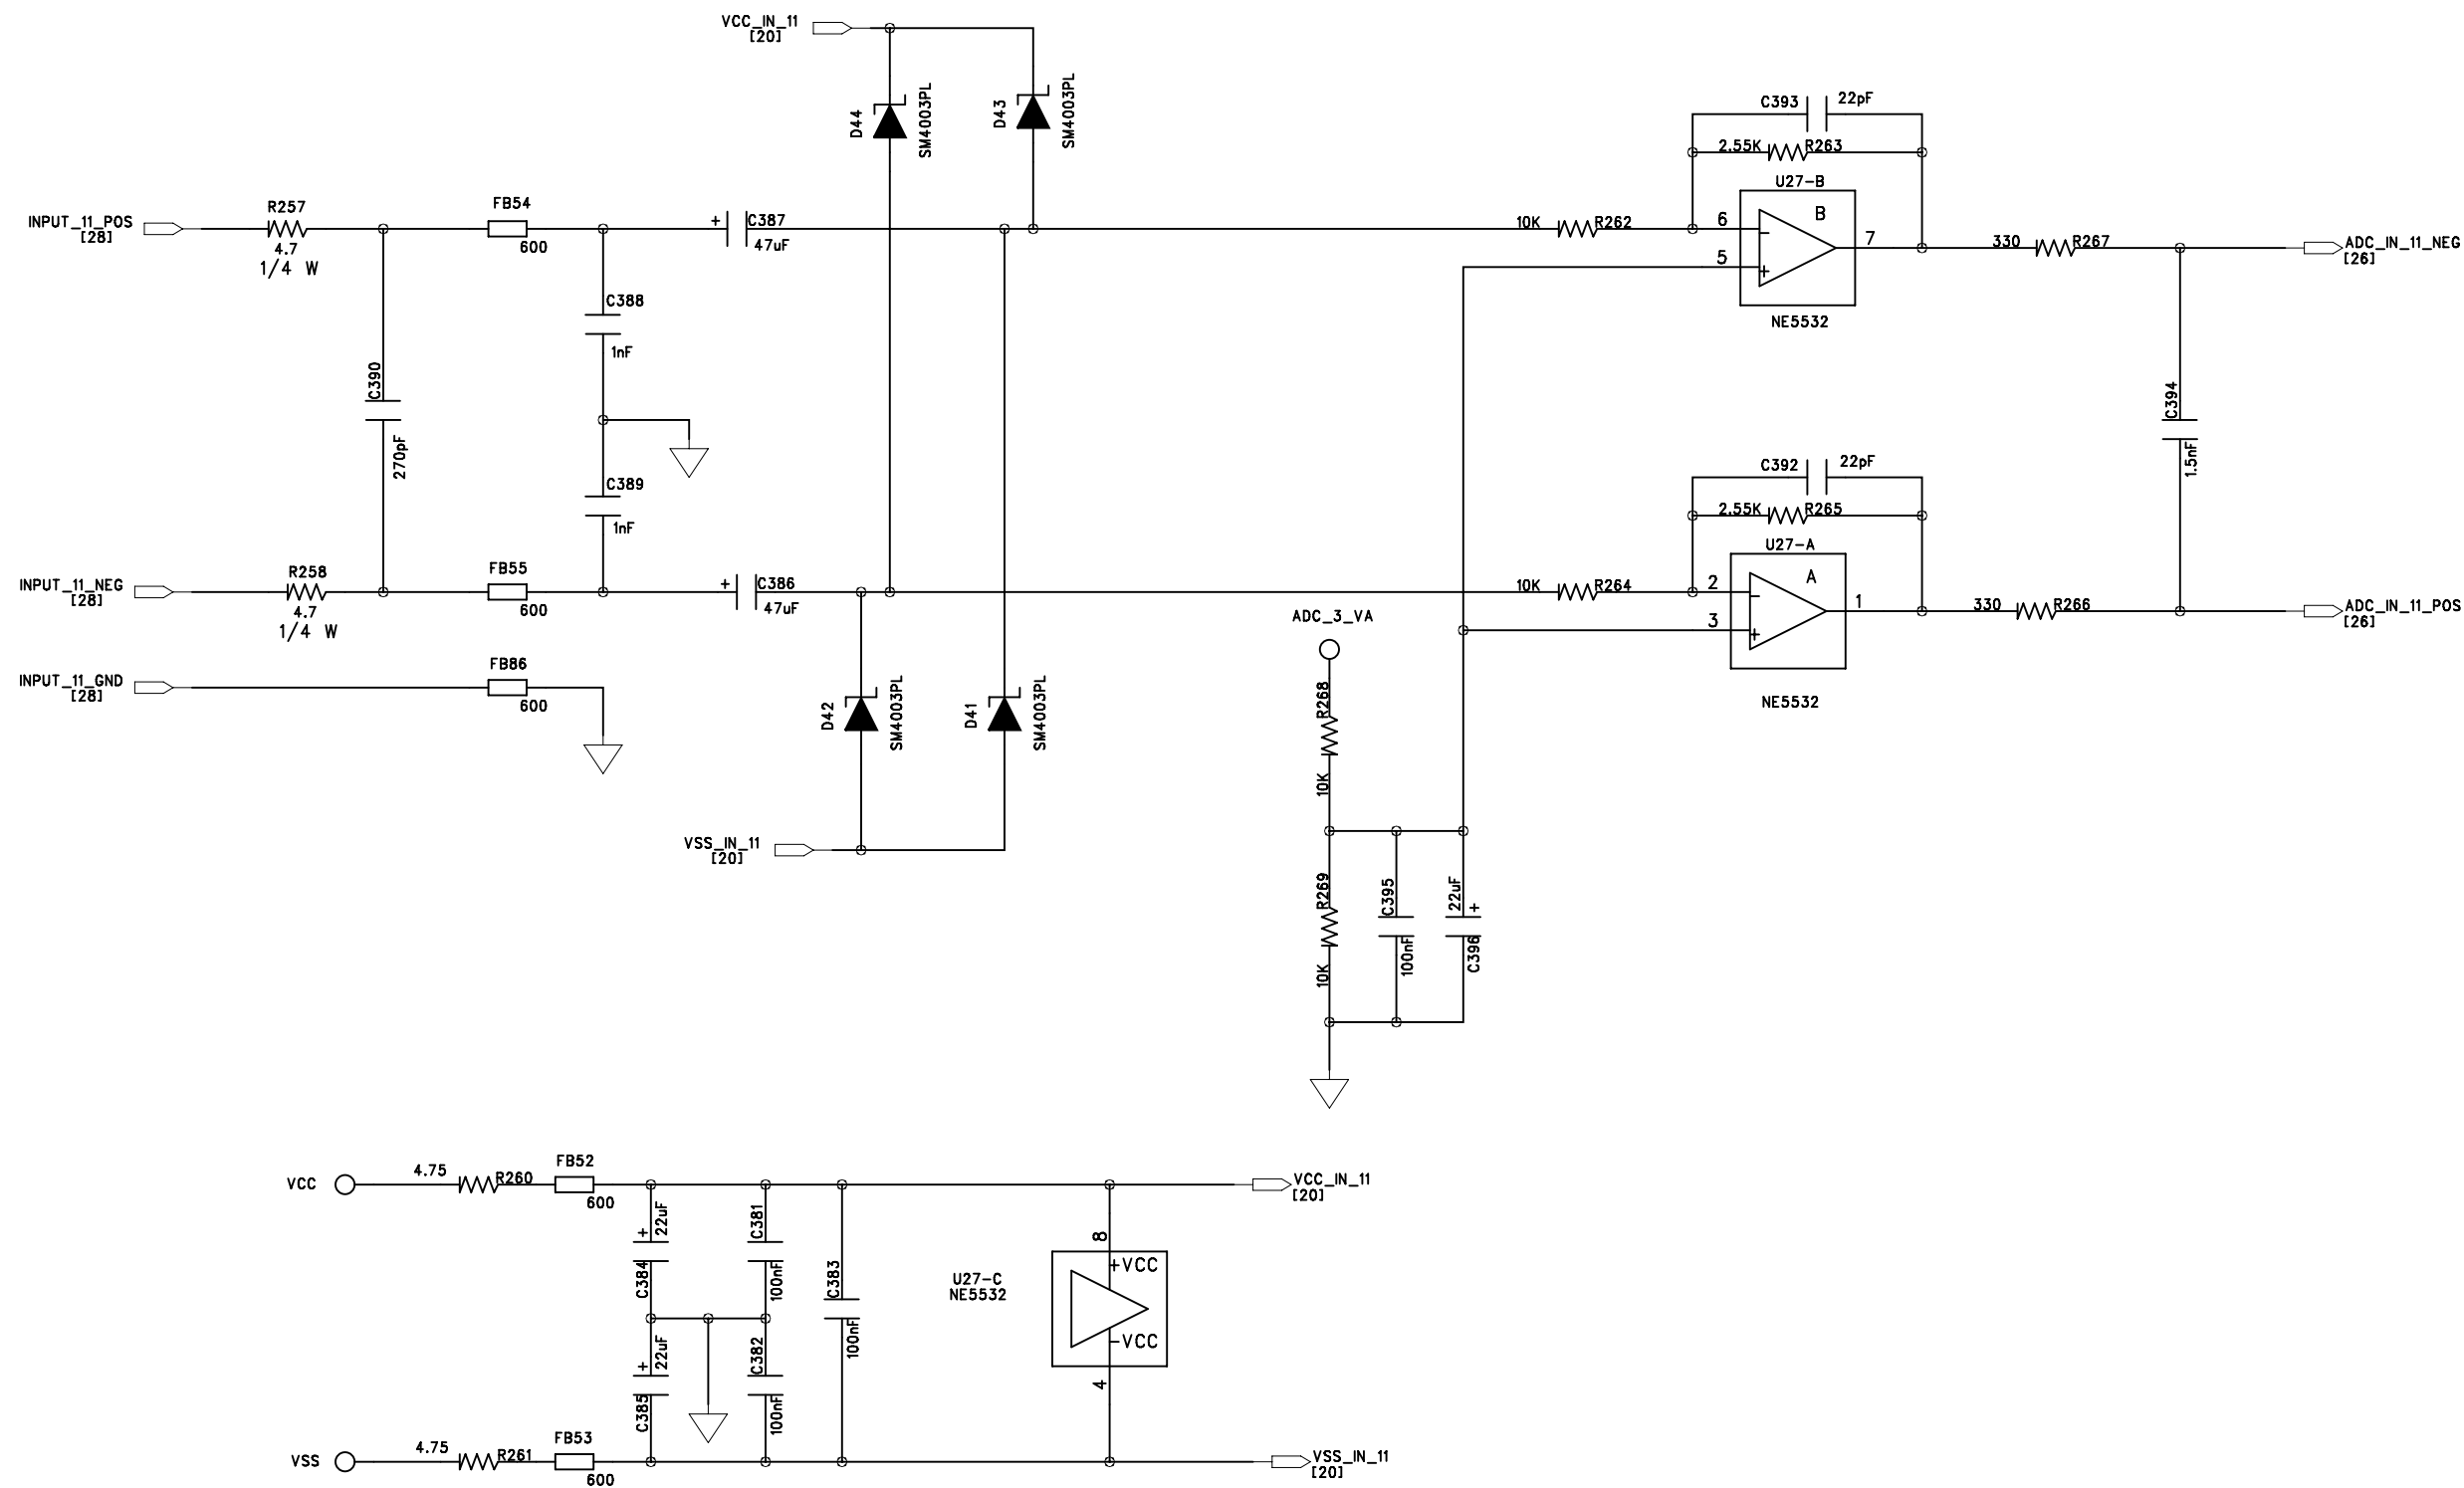 VCC_IN_11
[20]
D44
SM4003PL
D43
SM4003PL
C393
22pF
2.55K
R263
U27-B
B
INPUT_11_POS
[28]
R257
4.7
1/4 W
FB54
600
+
C387
47uF
10K
R262
6
-
7
5
+
NE5532
330
R267
ADC_IN_11_NEG
[26]
C388
1nF
C390
270pF
C389
1nF
C394
1.5nF
C392
22pF
2.55K
R265
U27-A
A
INPUT_11_NEG
[28]
R258
4.7
1/4 W
FB55
600
+
C386
47uF
10K
R264
2
-
1
3
+
NE5532
330
R266
ADC_IN_11_POS
[26]
ADC_3_VA
INPUT_11_GND
[28]
FB86
600
D42
SM4003PL
D41
SM4003PL
R268
10K
VSS_IN_11
[20]
R269
10K
C395
100nF
22uF
+
C396
VCC
4.75
R260
FB52
600
VCC_IN_11
[20]
+
22uF
C384
C381
100nF
C383
100nF
U27-C
NE5532
8
+VCC
-VCC
4
+
22uF
C385
C382
100nF
VSS
4.75
R261
FB53
600
VSS_IN_11
[20]